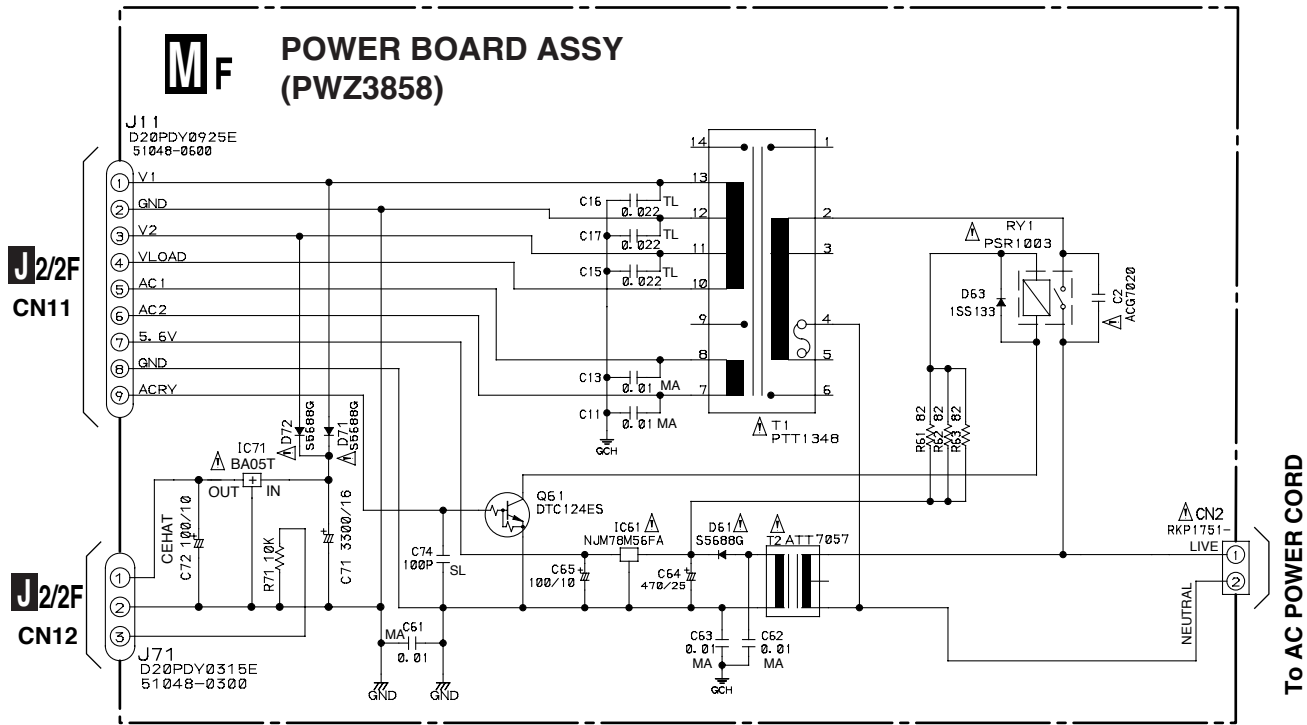 M F
POWER BOARD ASSY
(PWZ3858)
J11
D20PDY0925E
51048-0600
1 V1
2 GND
3 V2
4 VLOAD
5 AC1
6 AC2
7 5.6V
8 GND
9 ACRY
J 2/2F
CN11
C16
0.022
TL
C17
0.022
TL
C15
0.022
TL
C13
0.01
MA
C11
0.01
MA
GCH
14
13
12
11
10
9
8
7
1
2
3
4
5
6
T1
PTT1348
RY1
PSR1003
D63
1SS133
C2
ACG7020
R61 82
R62 82
R63 82
D72
S5688G
D71
S5688G
IC71
BA05T
OUT
IN
CEHAT
C72 100/10
R71 10K
C71 3300/16
Q61
DTC124ES
C74
100P
SL
IC61
NJM78M56FA
D61
S5688G
T2 ATT7057
C65
100/10
C64
470/25
CN2
RKP1751-
LIVE
1
2
NEUTRAL
To AC POWER CORD
J 2/2F
CN12
1
2
3
J71
D20PDY0315E
51048-0300
MA
C61
0.01
GND
GND
C63
0.01
MA
C62
0.01
MA
GCH